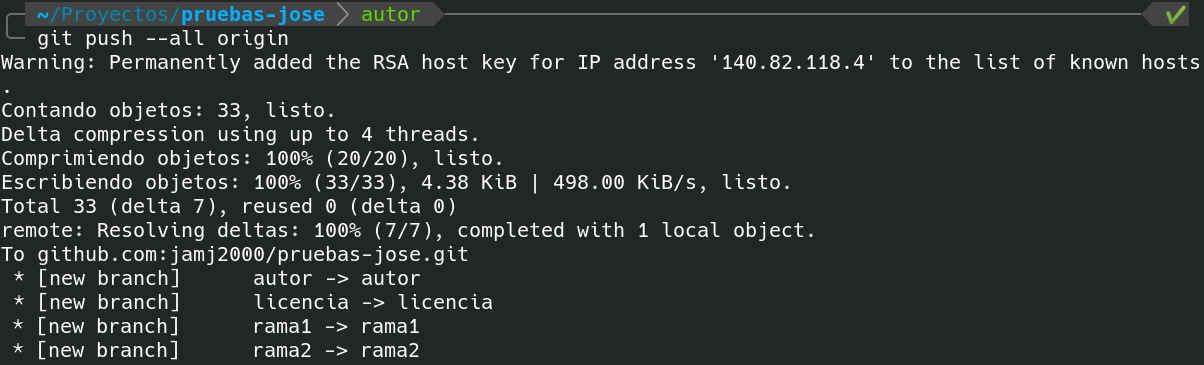 ~/Proyectos/pruebas-jose autor ✔
git push --all origin
Warning: Permanently added the RSA host key for IP address '140.82.118.4' to the list of known hosts
.
Contando objetos: 33, listo.
Delta compression using up to 4 threads.
Comprimiendo objetos: 100% (20/20), listo.
Escribiendo objetos: 100% (33/33), 4.38 KiB | 498.00 KiB/s, listo.
Total 33 (delta 7), reused 0 (delta 0)
remote: Resolving deltas: 100% (7/7), completed with 1 local object.
To github.com:jamj2000/pruebas-jose.git
 * [new branch]      autor -> autor
 * [new branch]      licencia -> licencia
 * [new branch]      rama1 -> rama1
 * [new branch]      rama2 -> rama2